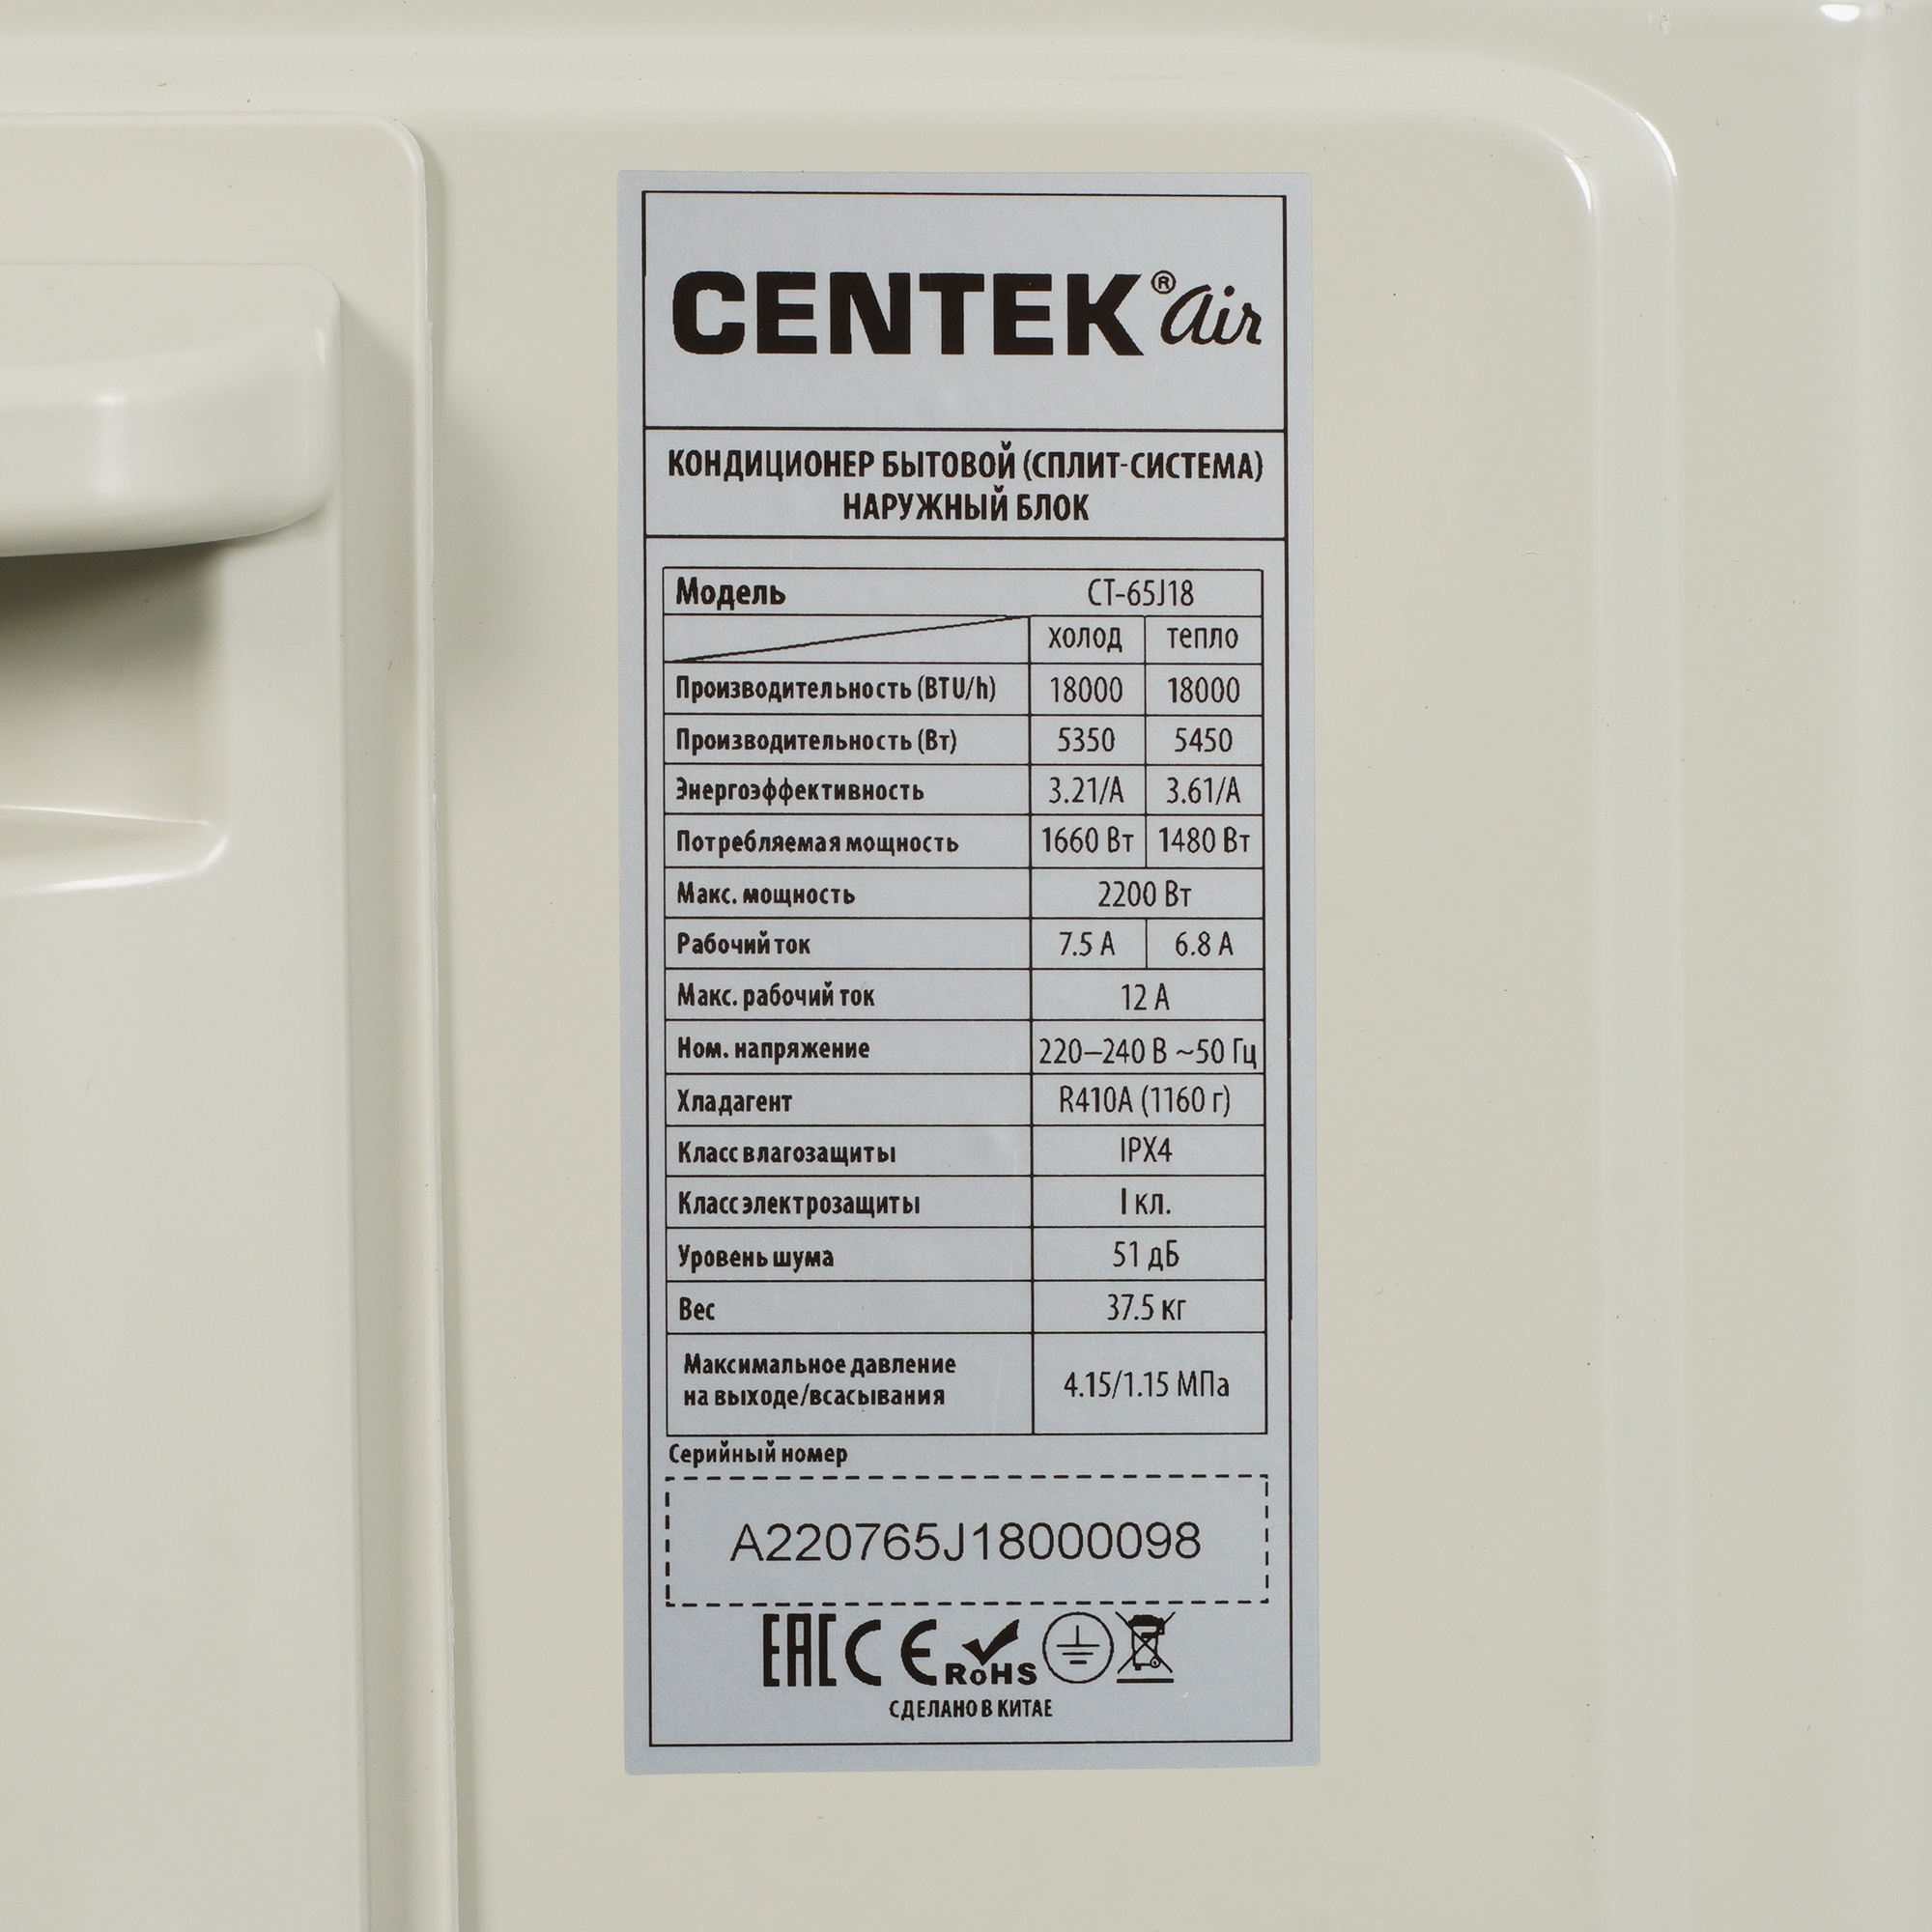 CENTEK® air
КОНДИЦИОНЕР БЫТОВОЙ (СПЛИТ-СИСТЕМА)
НАРУЖНЫЙ БЛОК
Модель CT-65J18
холод тепло
Производительность (BTU/h) 18000 18000
Производительность (Вт) 5350 5450
Энергоэффективность 3.21/А 3.61/А
Потребляемая мощность 1660 Вт 1480 Вт
Макс. мощность 2200 Вт
Рабочий ток 7.5 А 6.8 А
Макс. рабочий ток 12 А
Ном. напряжение 220–240 В ~50 Гц
Хладагент R410A (1160 г)
Класс влагозащиты IPX4
Класс электрозащиты I кл.
Уровень шума 51 дБ
Вес 37.5 кг
Максимальное давление
на выходе/всасывания 4.15/1.15 МПа
Серийный номер
A220765J18000098
EAC CE RoHS
СДЕЛАНО В КИТАЕ